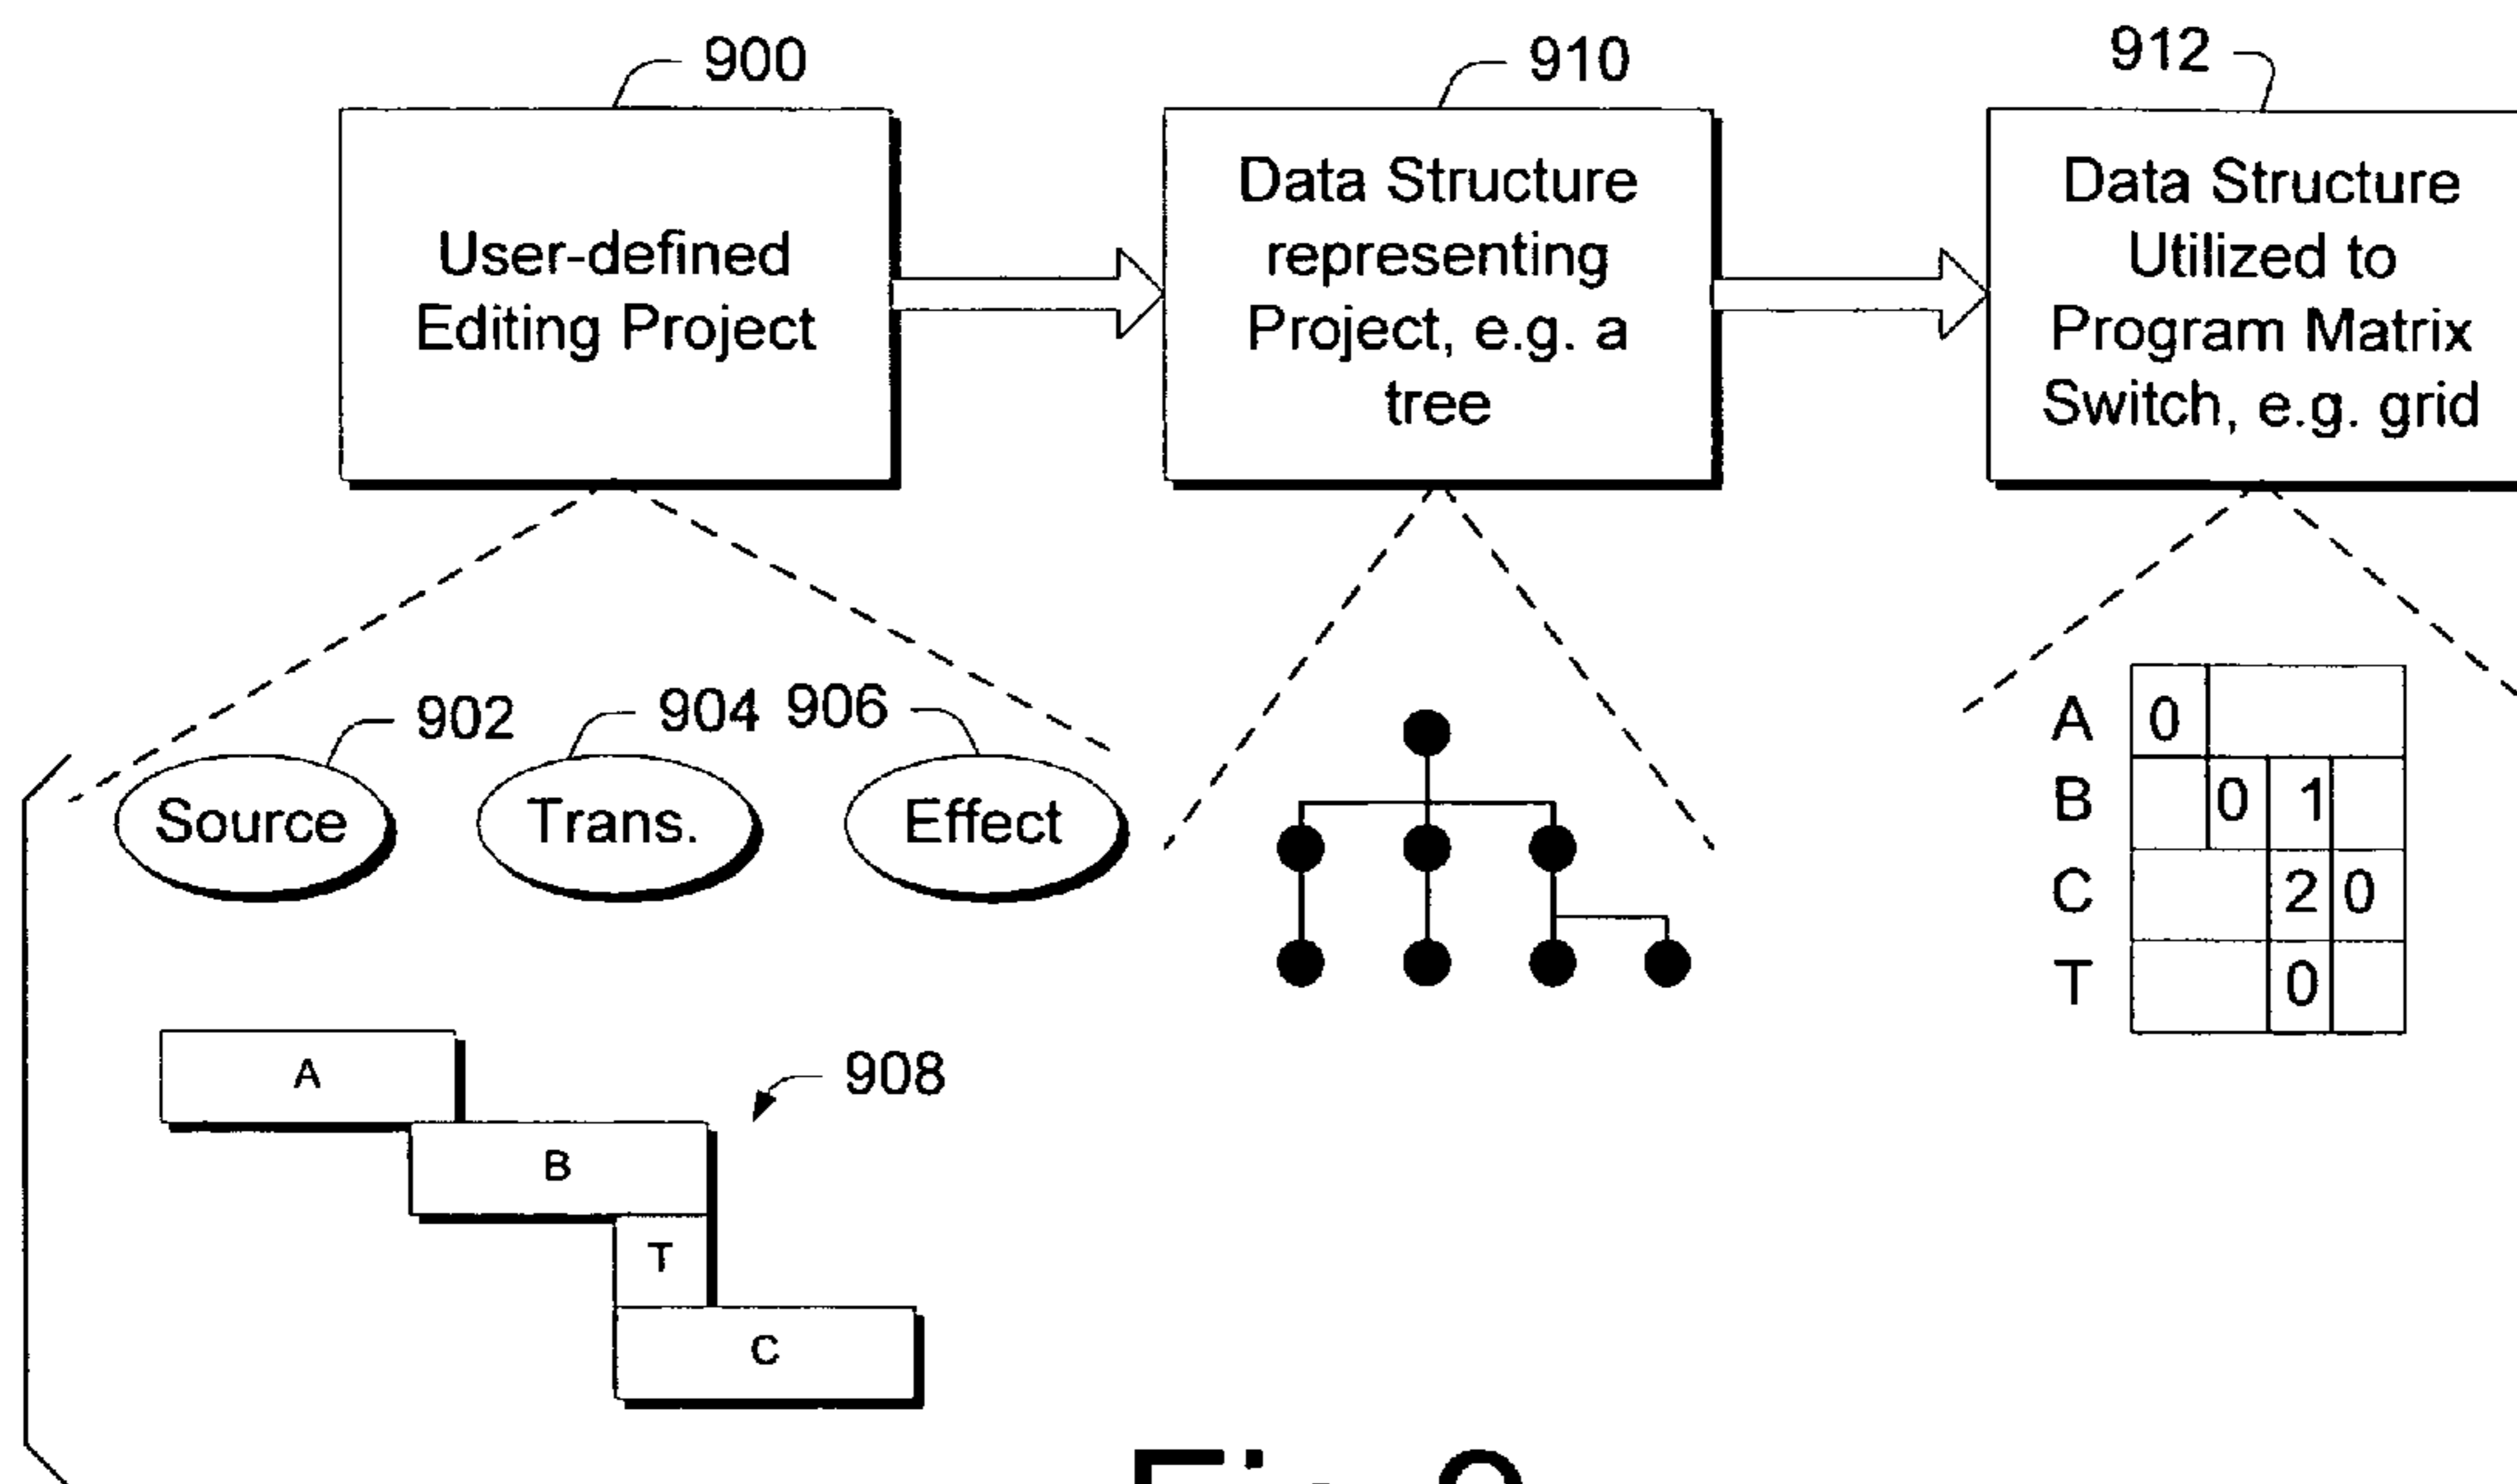 900
910
912
User-defined
Editing Project
Data Structure
representing
Project, e.g. a
tree
Data Structure
Utilized to
Program Matrix
Switch, e.g. grid
902
904
906
Source
Trans.
Effect
A 0
B 0 1
C 2 0
T 0
A
908
B
T
C